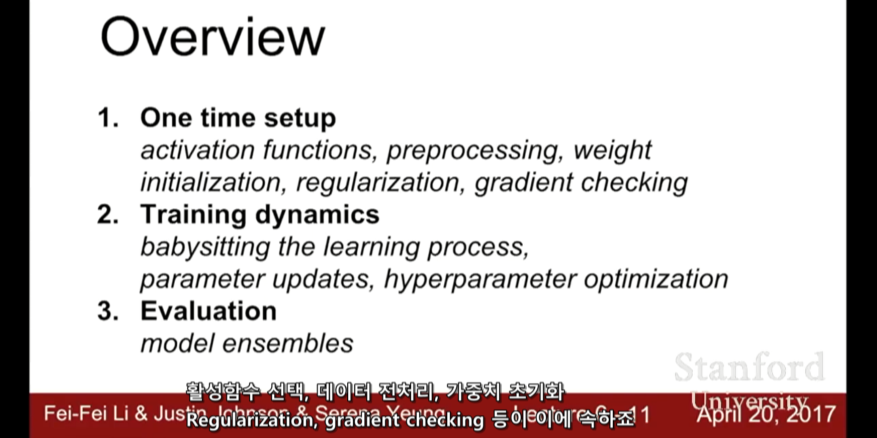 Overview
1. One time setup
activation functions, preprocessing, weight
initialization, regularization, gradient checking
2. Training dynamics
babysitting the learning process,
parameter updates, hyperparameter optimization
3. Evaluation
model ensembles
Stanford
University
활성함수 선택, 데이터 전처리, 가중치 초기화
Regularization, gradient checking 등이 이에 속하죠
Fei-Fei Li & Justin Johnson & Serena Yeung
11
April 20, 2017